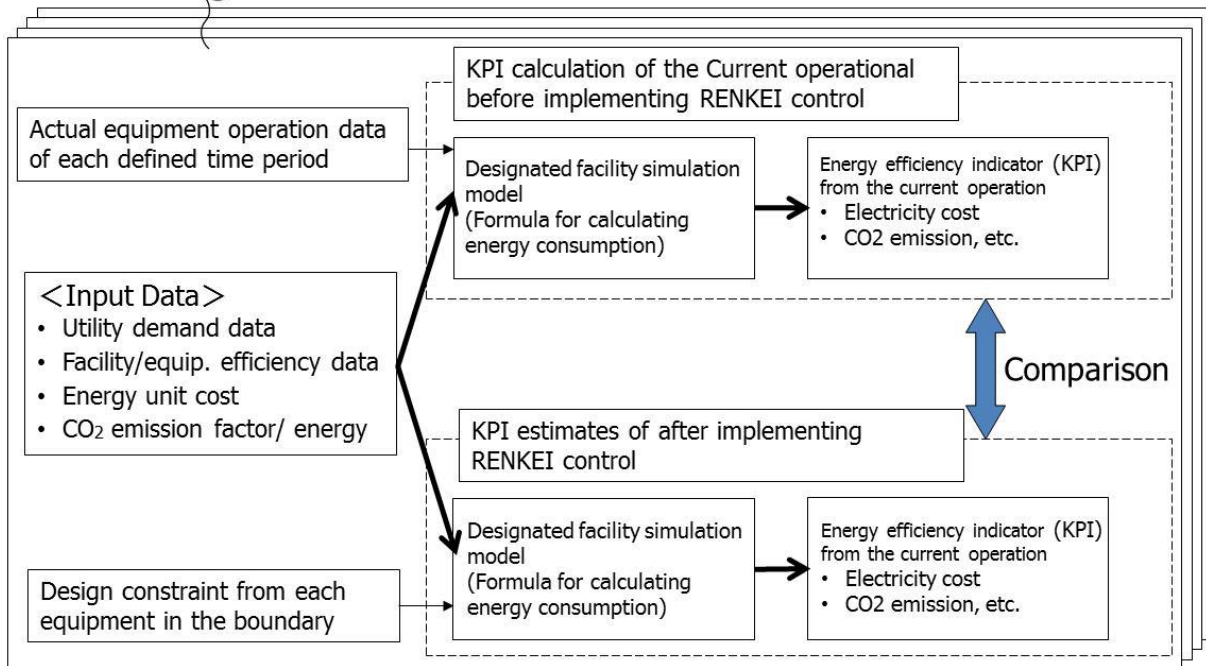 KPI calculation of the Current operational
before implementing RENKEI control
Actual equipment operation data
of each defined time period
Designated facility simulation
model
(Formula for calculating
energy consumption)
Energy efficiency indicator (KPI)
from the current operation
• Electricity cost
• CO2 emission, etc.
＜Input Data＞
• Utility demand data
• Facility/equip. efficiency data
• Energy unit cost
• CO₂ emission factor/ energy
Comparison
KPI estimates of after implementing
RENKEI control
Designated facility simulation
model
(Formula for calculating
energy consumption)
Energy efficiency indicator (KPI)
from the current operation
• Electricity cost
• CO2 emission, etc.
Design constraint from each
equipment in the boundary